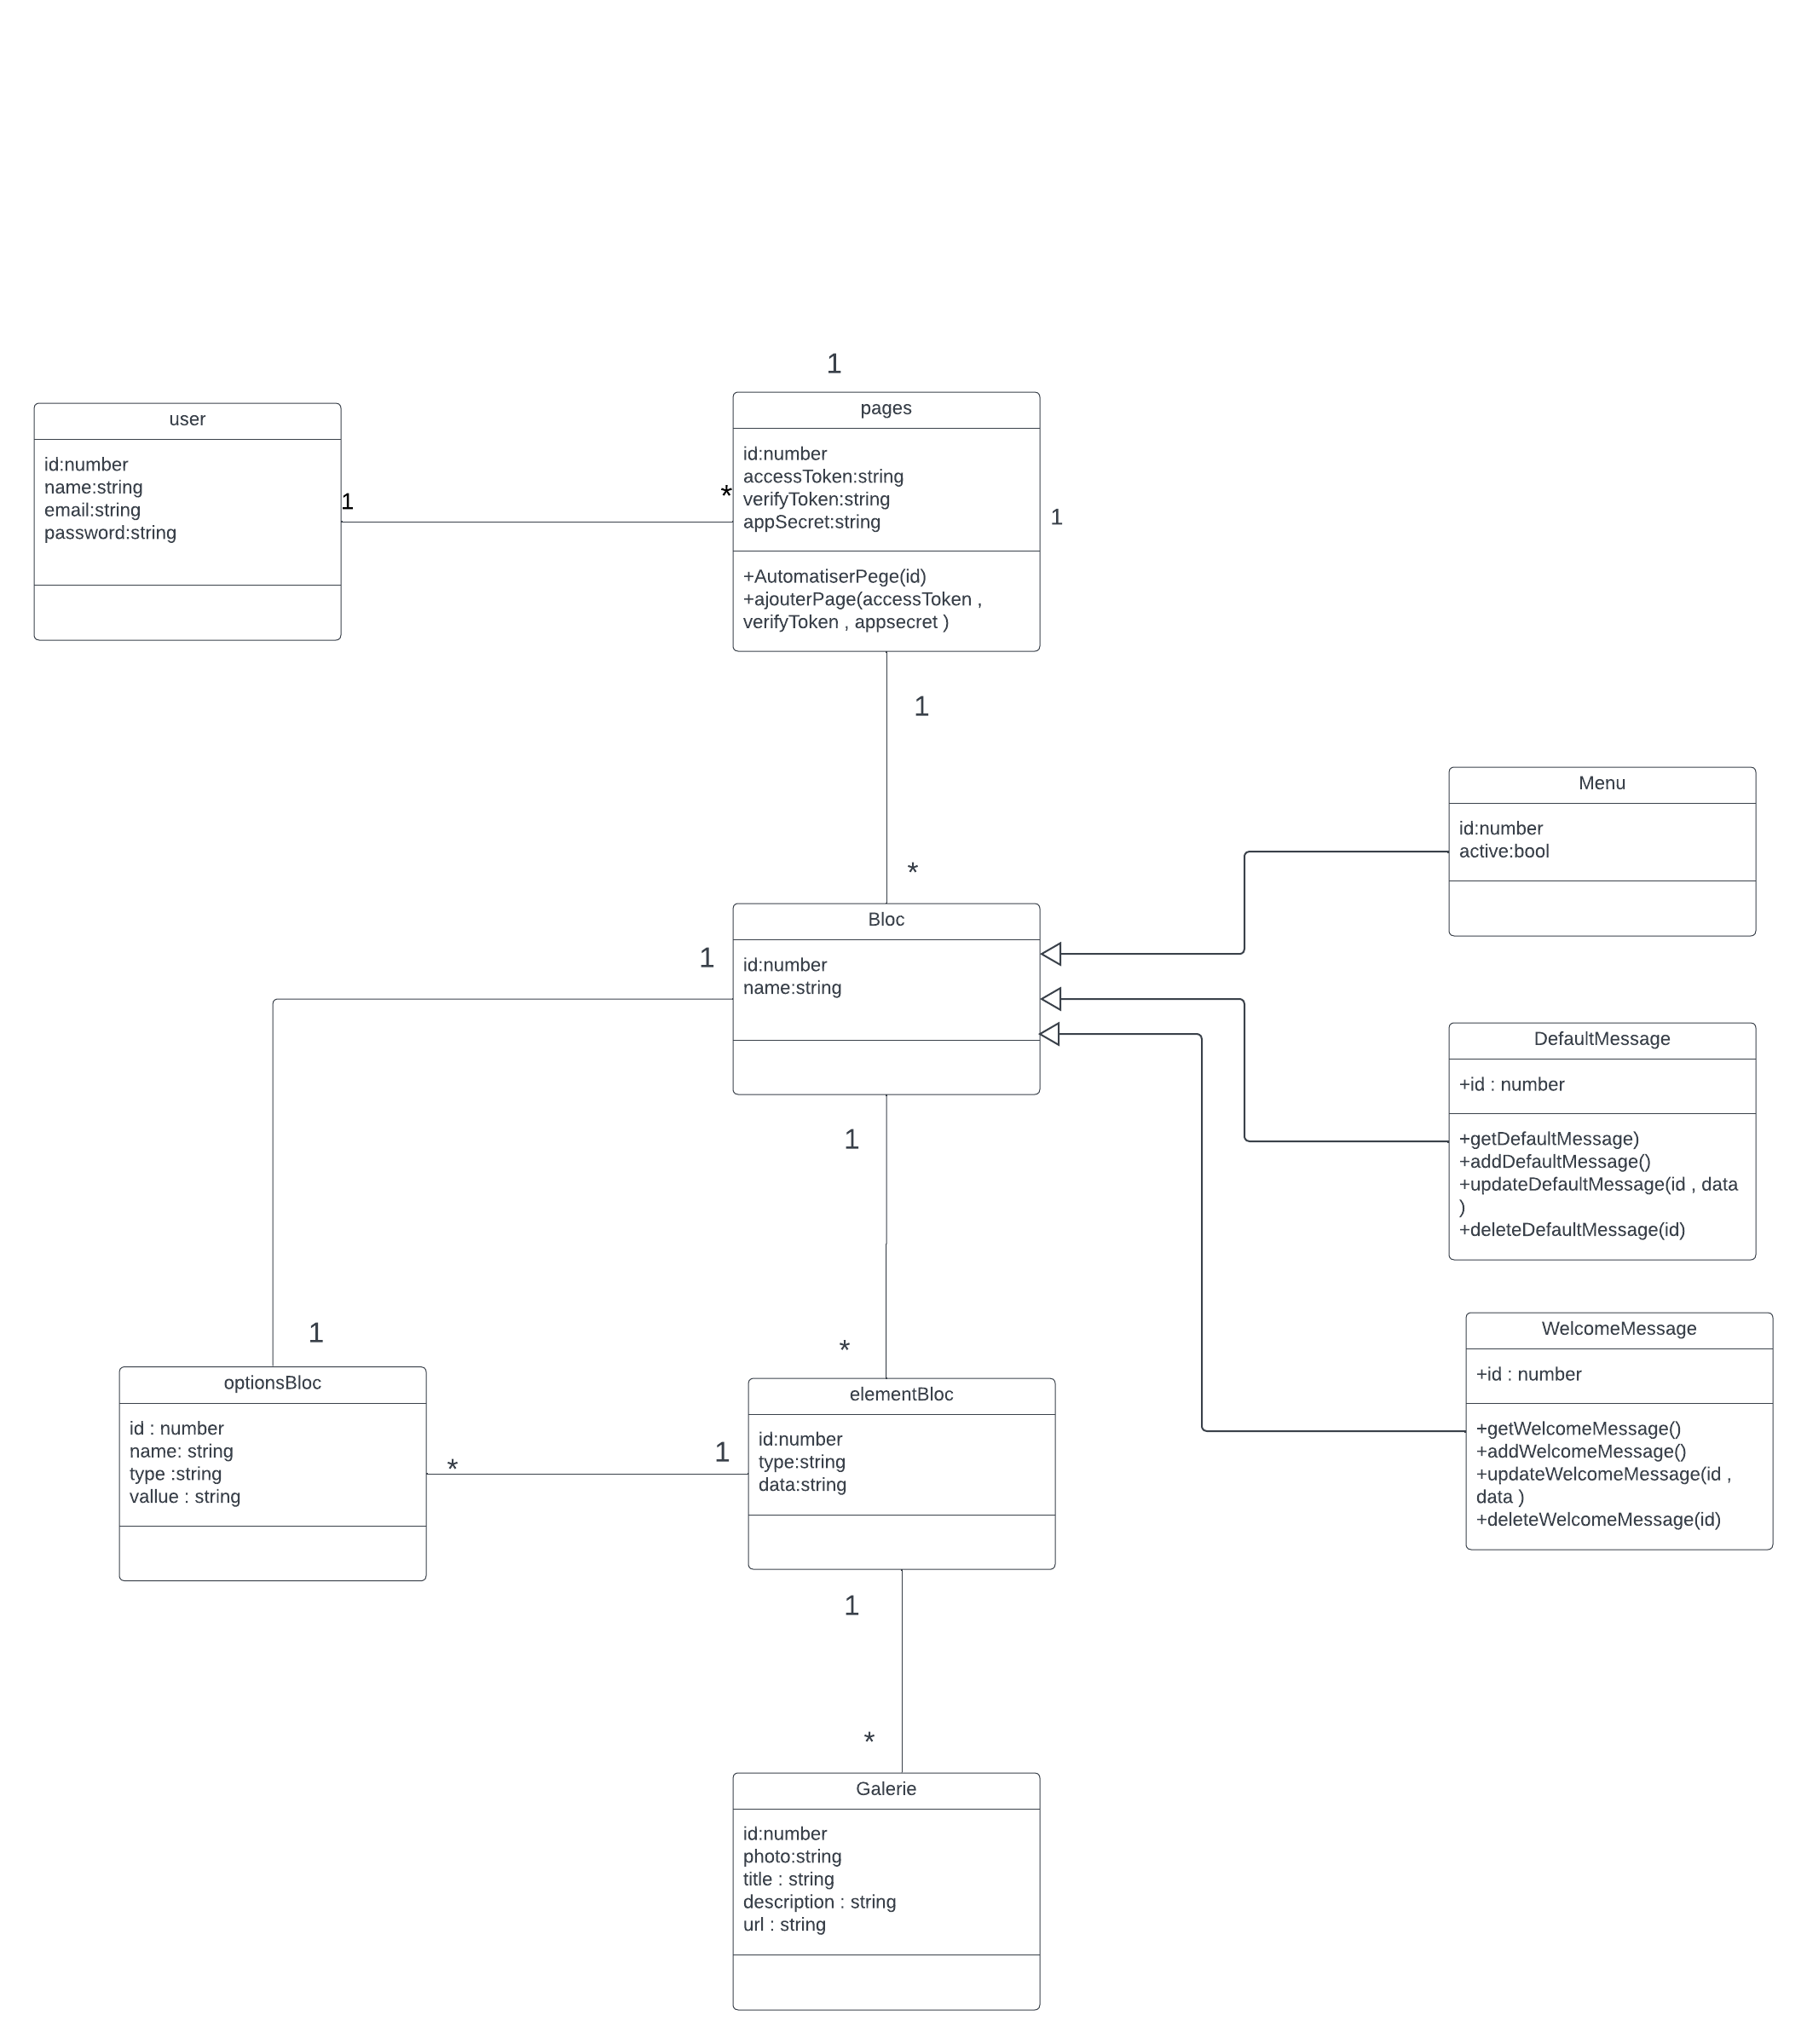 1
user
id:number
name:string
email:string
password:string
1
*
pages
id:number
accessToken:string
verifyToken:string
appSecret:string
1
+AutomatiserPege(id)
+ajouterPage(accessToken ,
verifyToken , appsecret )
1
*
Menu
id:number
active:bool
1
Bloc
id:number
name:string
DefaultMessage
+id : number
+getDefaultMessage)
+addDefaultMessage()
+updateDefaultMessage(id , data
)
+deleteDefaultMessage(id)
1
*
1
optionsBloc
id : number
name: string
type :string
vallue : string
*
1
elementBloc
id:number
type:string
data:string
WelcomeMessage
+id : number
+getWelcomeMessage()
+addWelcomeMessage()
+updateWelcomeMessage(id ,
data )
+deleteWelcomeMessage(id)
1
*
Galerie
id:number
photo:string
title : string
description : string
url : string